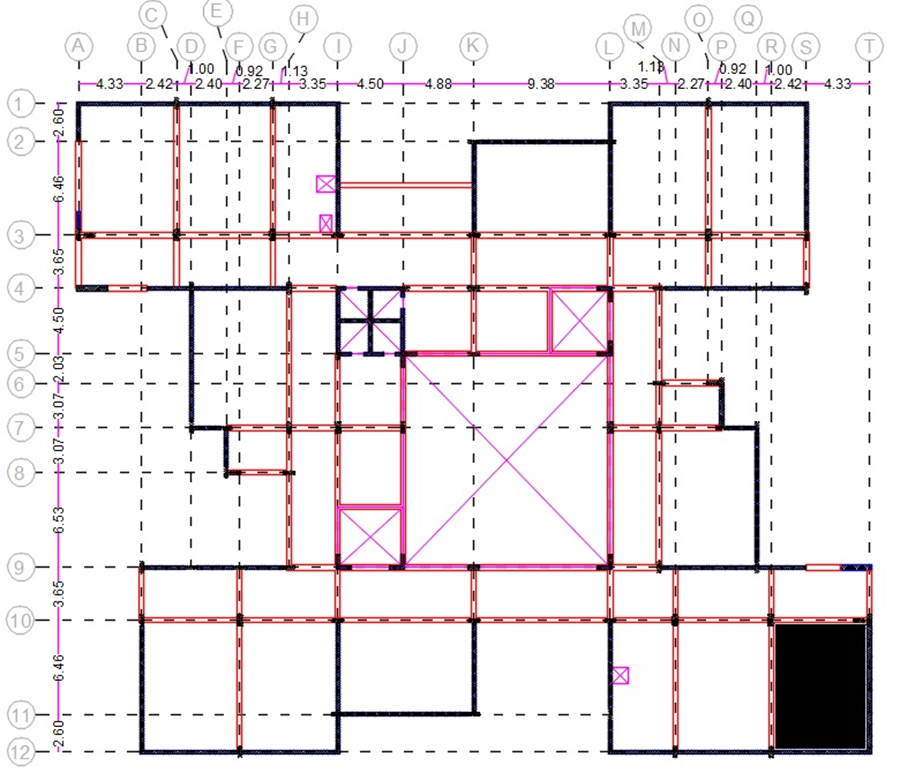 E
C
H
O
Q
M
A
B
D
F
G
I
J
K
L
N
P
R
S
T
1.00
0.92
1.13
1.13
0.92
1.00
4.33
2.42
2.40
2.27
3.35
4.50
4.88
9.38
3.35
2.27
2.40
2.42
4.33
1
2.60
2
6.46
3
3.65
4
4.50
5
2.03
6
3.07
7
3.07
8
6.53
9
3.65
10
6.46
11
2.60
12